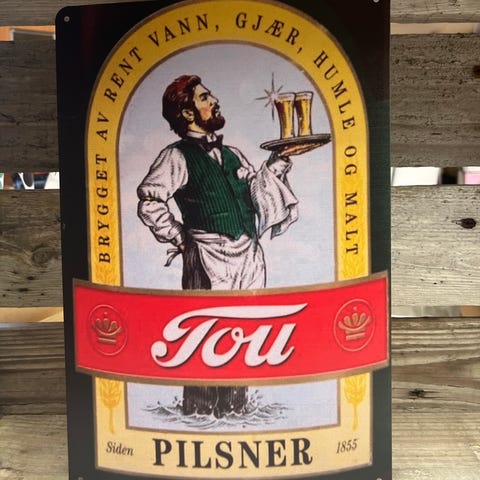 BRYGGET AV RENT VANN, GJÆR, HUMLE OG MALT
Tou
Siden PILSNER 1855